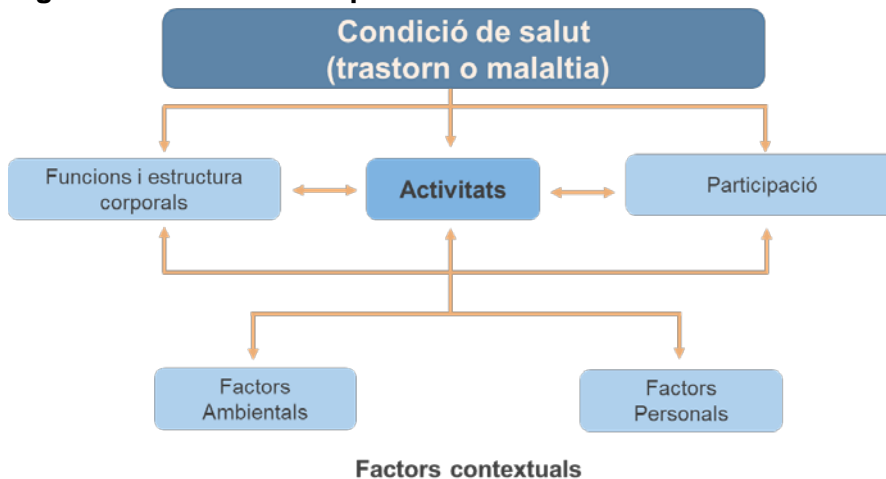 Condició de salut
(trastorn o malaltia)
Funcions i estructura
corporals
Activitats
Participació
Factors
Ambientals
Factors
Personals
Factors contextuals